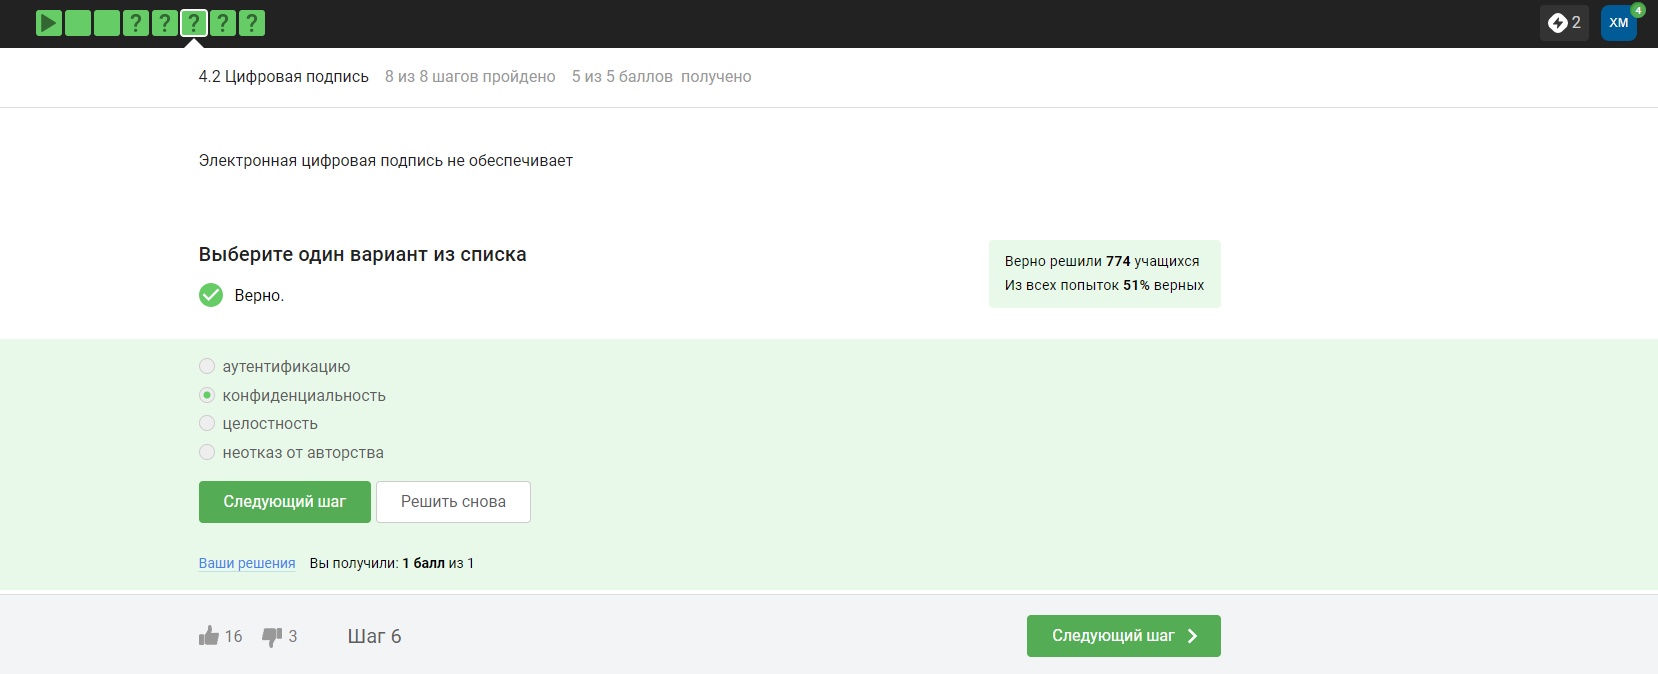 ? ? ? ? ?
2
ХМ
4
4.2 Цифровая подпись 8 из 8 шагов пройдено 5 из 5 баллов получено
Электронная цифровая подпись не обеспечивает
Выберите один вариант из списка
Верно решили 774 учащихся
Из всех попыток 51% верных
Верно.
аутентификацию
конфиденциальность
целостность
неотказ от авторства
Следующий шаг
Решить снова
Ваши решения Вы получили: 1 балл из 1
16 3 Шаг 6
Следующий шаг